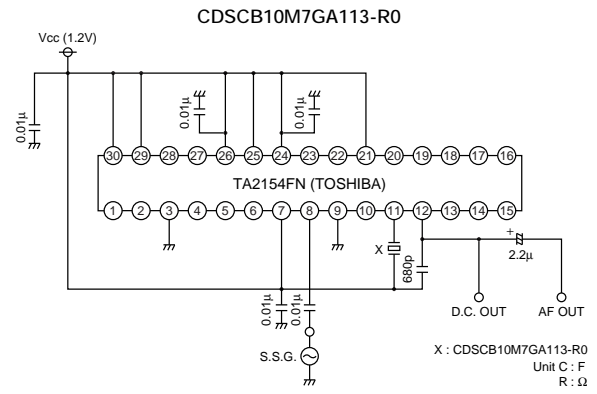 CDSCB10M7GA113-R0
Vcc (1.2V)
0.01µ
0.01µ
0.01µ
30 29 28 27 26 25 24 23 22 21 20 19 18 17 16
TA2154FN (TOSHIBA)
1 2 3 4 5 6 7 8 9 10 11 12 13 14 15
X
680p
+
2.2µ
0.01µ
0.01µ
D.C. OUT
AF OUT
S.S.G.
X : CDSCB10M7GA113-R0
Unit C : F
R : Ω